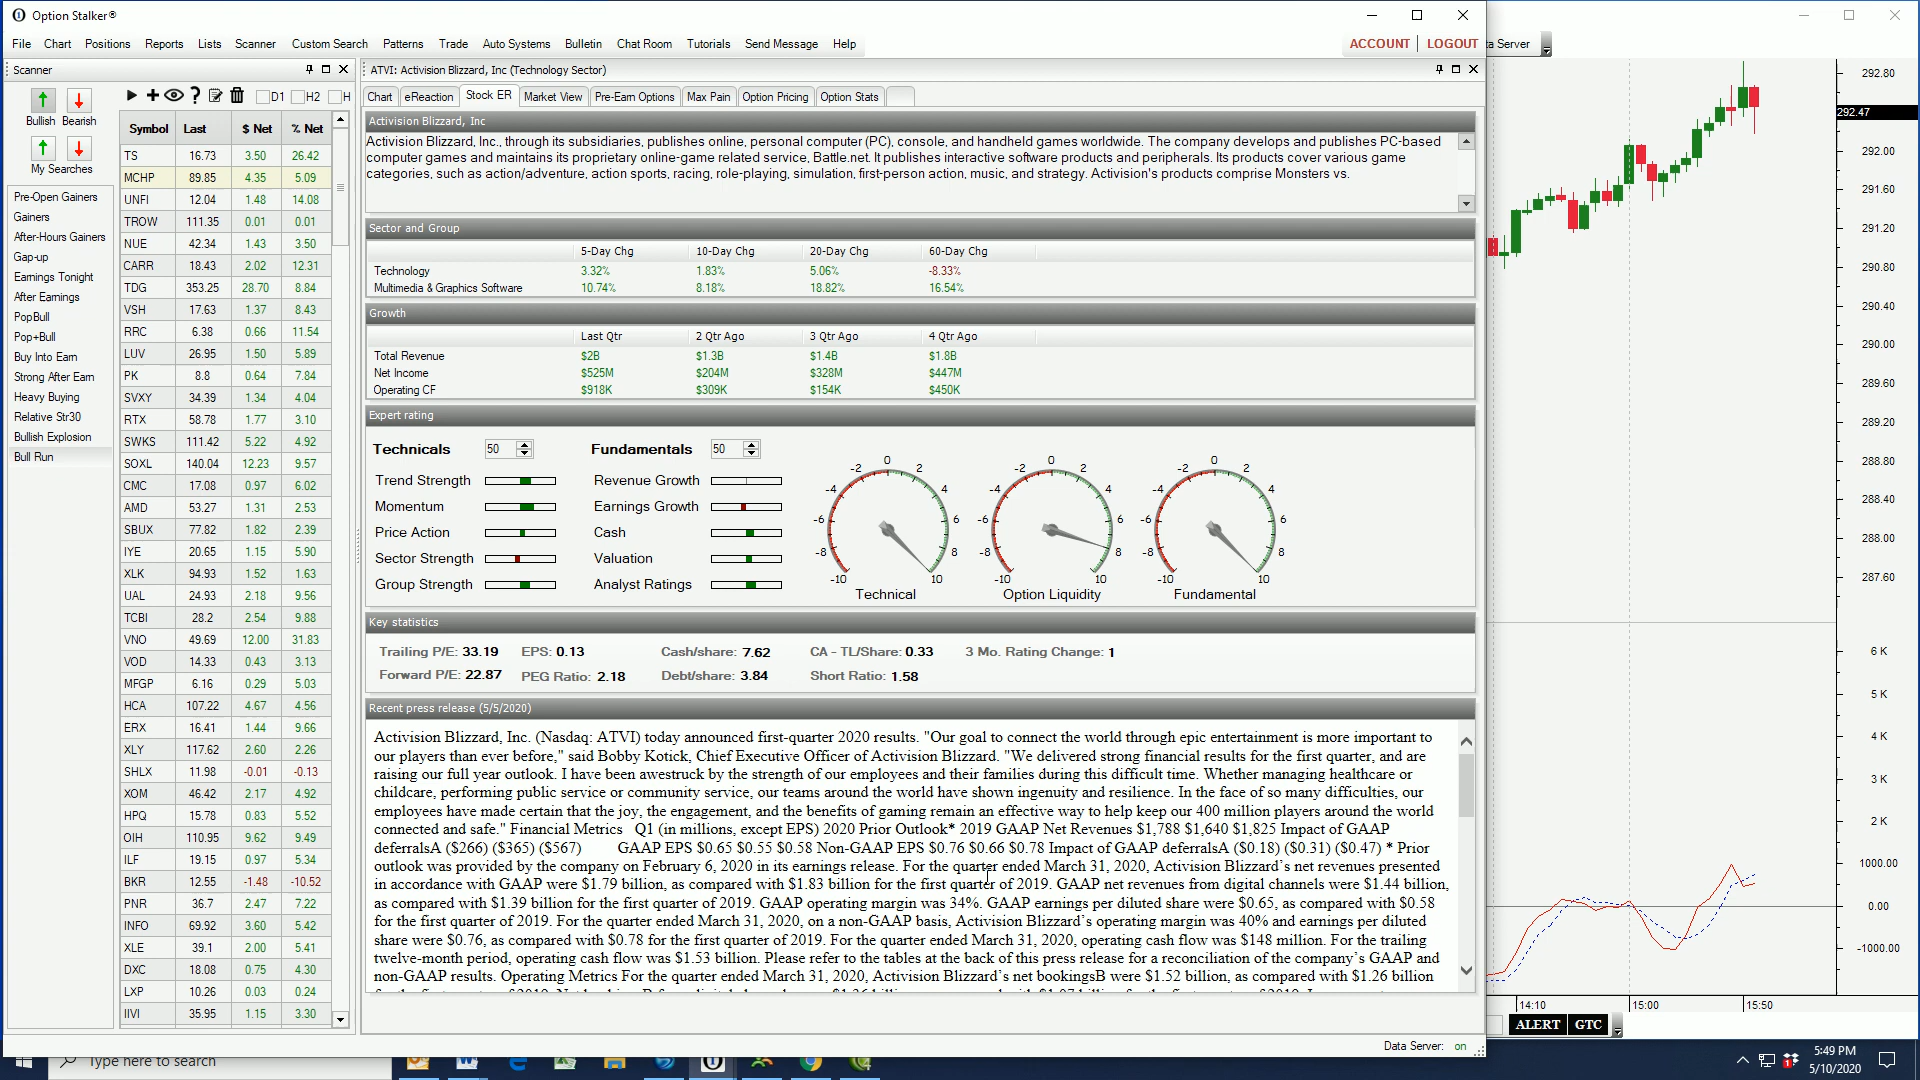 Option Stalker®
File Chart Positions Reports Lists Scanner Custom Search Patterns Trade Auto Systems Bulletin Chat Room Tutorials Send Message Help ACCOUNT LOGOUT
ta Server
Scanner
Bullish Bearish
My Searches
Pre-Open Gainers
Gainers
After-Hours Gainers
Gap-up
Earnings Tonight
After Earnings
PopBull
Pop+Bull
Buy Into Earn
Strong After Earn
Heavy Buying
Relative Str30
Bullish Explosion
Bull Run
D1 H2 H
Symbol Last $ Net % Net
TS 16.73 3.50 26.42
MCHP 89.85 4.35 5.09
UNFI 12.04 1.48 14.08
TROW 111.35 0.01 0.01
NUE 42.34 1.43 3.50
CARR 18.43 2.02 12.31
TDG 353.25 28.70 8.84
VSH 17.63 1.37 8.43
RRC 6.38 0.66 11.54
LUV 26.95 1.50 5.89
PK 8.8 0.64 7.84
SVXY 34.39 1.34 4.04
RTX 58.78 1.77 3.10
SWKS 111.42 5.22 4.92
SOXL 140.04 12.23 9.57
CMC 17.08 0.97 6.02
AMD 53.27 1.31 2.53
SBUX 77.82 1.82 2.39
IYE 20.65 1.15 5.90
XLK 94.93 1.52 1.63
UAL 24.93 2.18 9.56
TCBI 28.2 2.54 9.88
VNO 49.69 12.00 31.83
VOD 14.33 0.43 3.13
MFGP 6.16 0.29 5.03
HCA 107.22 4.67 4.56
ERX 16.41 1.44 9.66
XLY 117.62 2.60 2.26
SHLX 11.98 -0.01 -0.13
XOM 46.42 2.17 4.92
HPQ 15.78 0.83 5.52
OIH 110.95 9.62 9.49
ILF 19.15 0.97 5.34
BKR 12.55 -1.48 -10.52
PNR 36.7 2.47 7.22
INFO 69.92 3.60 5.42
XLE 39.1 2.00 5.41
DXC 18.08 0.75 4.30
LXP 10.26 0.03 0.24
IIVI 35.95 1.15 3.30
ATVI: Activision Blizzard, Inc (Technology Sector)
Chart eReaction Stock ER Market View Pre-Earn Options Max Pain Option Pricing Option Stats
Activision Blizzard, Inc
Activision Blizzard, Inc., through its subsidiaries, publishes online, personal computer (PC), console, and handheld games worldwide. The company develops and publishes PC-based
computer games and maintains its proprietary online-game related service, Battle.net. It publishes interactive software products and peripherals. Its products cover various game
categories, such as action/adventure, action sports, racing, role-playing, simulation, first-person action, music, and strategy. Activision's products comprise Monsters vs.
Sector and Group
5-Day Chg 10-Day Chg 20-Day Chg 60-Day Chg
Technology 3.32% 1.83% 5.06% -8.33%
Multimedia & Graphics Software 10.74% 8.18% 18.82% 16.54%
Growth
Last Qtr 2 Qtr Ago 3 Qtr Ago 4 Qtr Ago
Total Revenue $2B $1.3B $1.4B $1.8B
Net Income $525M $204M $328M $447M
Operating CF $918K $309K $154K $450K
Expert rating
Technicals 50 Fundamentals 50
Trend Strength Revenue Growth
Momentum Earnings Growth
Price Action Cash
Sector Strength Valuation
Group Strength Analyst Ratings
-10 -8 -6 -4 -2 0 2 4 6 8 10
Technical
-10 -8 -6 -4 -2 0 2 4 6 8 10
Option Liquidity
-10 -8 -6 -4 -2 0 2 4 6 8 10
Fundamental
Key statistics
Trailing P/E: 33.19 EPS: 0.13 Cash/share: 7.62 CA - TL/Share: 0.33 3 Mo. Rating Change: 1
Forward P/E: 22.87 PEG Ratio: 2.18 Debt/share: 3.84 Short Ratio: 1.58
Recent press release (5/5/2020)
Activision Blizzard, Inc. (Nasdaq: ATVI) today announced first-quarter 2020 results. "Our goal to connect the world through epic entertainment is more important to
our players than ever before," said Bobby Kotick, Chief Executive Officer of Activision Blizzard. "We delivered strong financial results for the first quarter, and are
raising our full year outlook. I have been awestruck by the strength of our employees and their families during this difficult time. Whether managing healthcare or
childcare, performing public service or community service, our teams around the world have shown ingenuity and resilience. In the face of so many difficulties, our
employees have made certain that the joy, the engagement, and the benefits of gaming remain an effective way to help keep our 400 million players around the world
connected and safe." Financial Metrics Q1 (in millions, except EPS) 2020 Prior Outlook* 2019 GAAP Net Revenues $1,788 $1,640 $1,825 Impact of GAAP
deferralsA ($266) ($365) ($567) GAAP EPS $0.65 $0.55 $0.58 Non-GAAP EPS $0.76 $0.66 $0.78 Impact of GAAP deferralsA ($0.18) ($0.31) ($0.47) * Prior
outlook was provided by the company on February 6, 2020 in its earnings release. For the quarter ended March 31, 2020, Activision Blizzard's net revenues presented
in accordance with GAAP were $1.79 billion, as compared with $1.83 billion for the first quarter of 2019. GAAP net revenues from digital channels were $1.44 billion,
as compared with $1.39 billion for the first quarter of 2019. GAAP operating margin was 34%. GAAP earnings per diluted share were $0.65, as compared with $0.58
for the first quarter of 2019. For the quarter ended March 31, 2020, on a non-GAAP basis, Activision Blizzard's operating margin was 40% and earnings per diluted
share were $0.76, as compared with $0.78 for the first quarter of 2019. For the quarter ended March 31, 2020, operating cash flow was $148 million. For the trailing
twelve-month period, operating cash flow was $1.53 billion. Please refer to the tables at the back of this press release for a reconciliation of the company's GAAP and
non-GAAP results. Operating Metrics For the quarter ended March 31, 2020, Activision Blizzard's net bookingsB were $1.52 billion, as compared with $1.26 billion
Data Server: on
292.80
292.47
292.00
291.60
291.20
290.80
290.40
290.00
289.60
289.20
288.80
288.40
288.00
287.60
6 K
5 K
4 K
3 K
2 K
1000.00
0.00
-1000.00
14:10 15:00 15:50
ALERT GTC
Type here to search
5:49 PM
5/10/2020